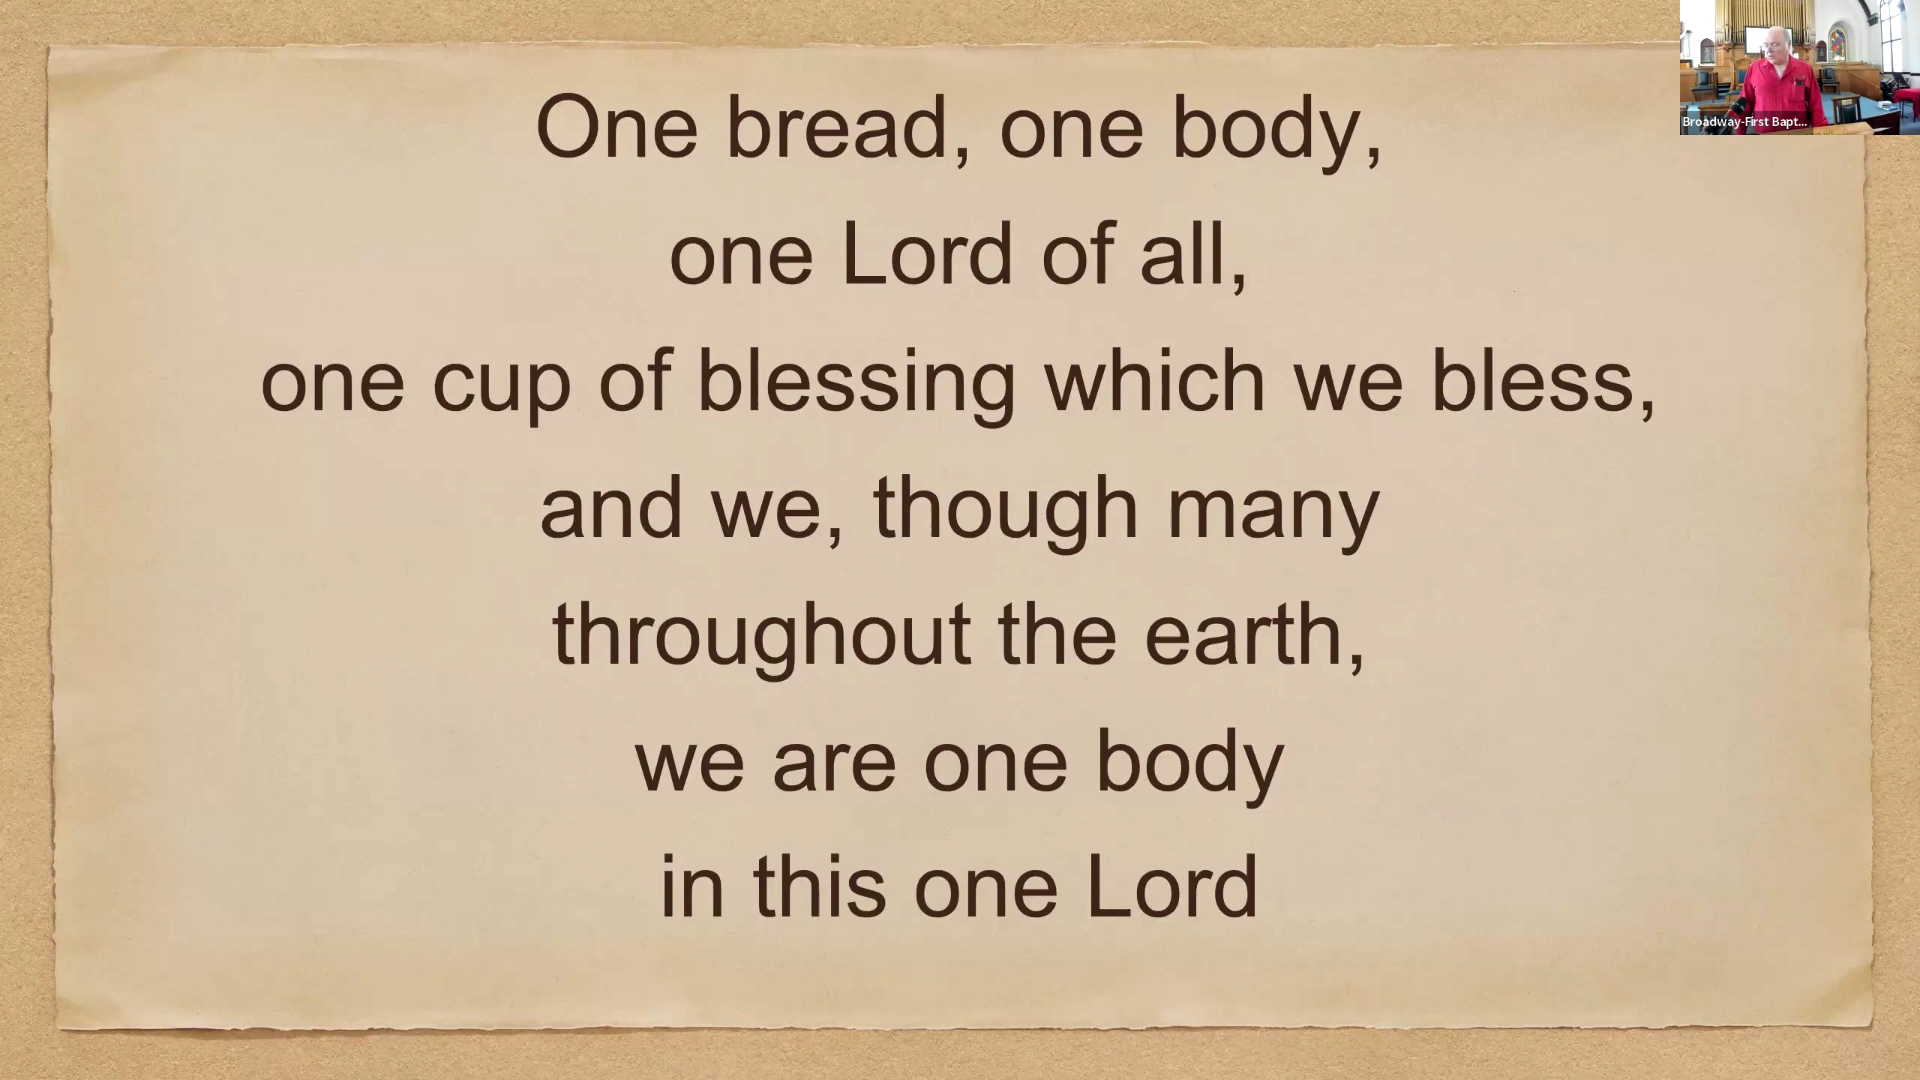 One bread, one body,
one Lord of all,
one cup of blessing which we bless,
and we, though many
throughout the earth,
we are one body
in this one Lord
Broadway-First Bapt...